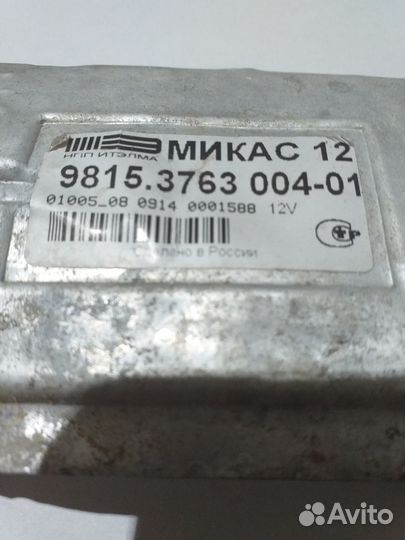 НПП ИТЭЛМА
МИКАС 12
9815.3763 004-01
01005_08 0914 0001588 12V
Сделано в России
Avito